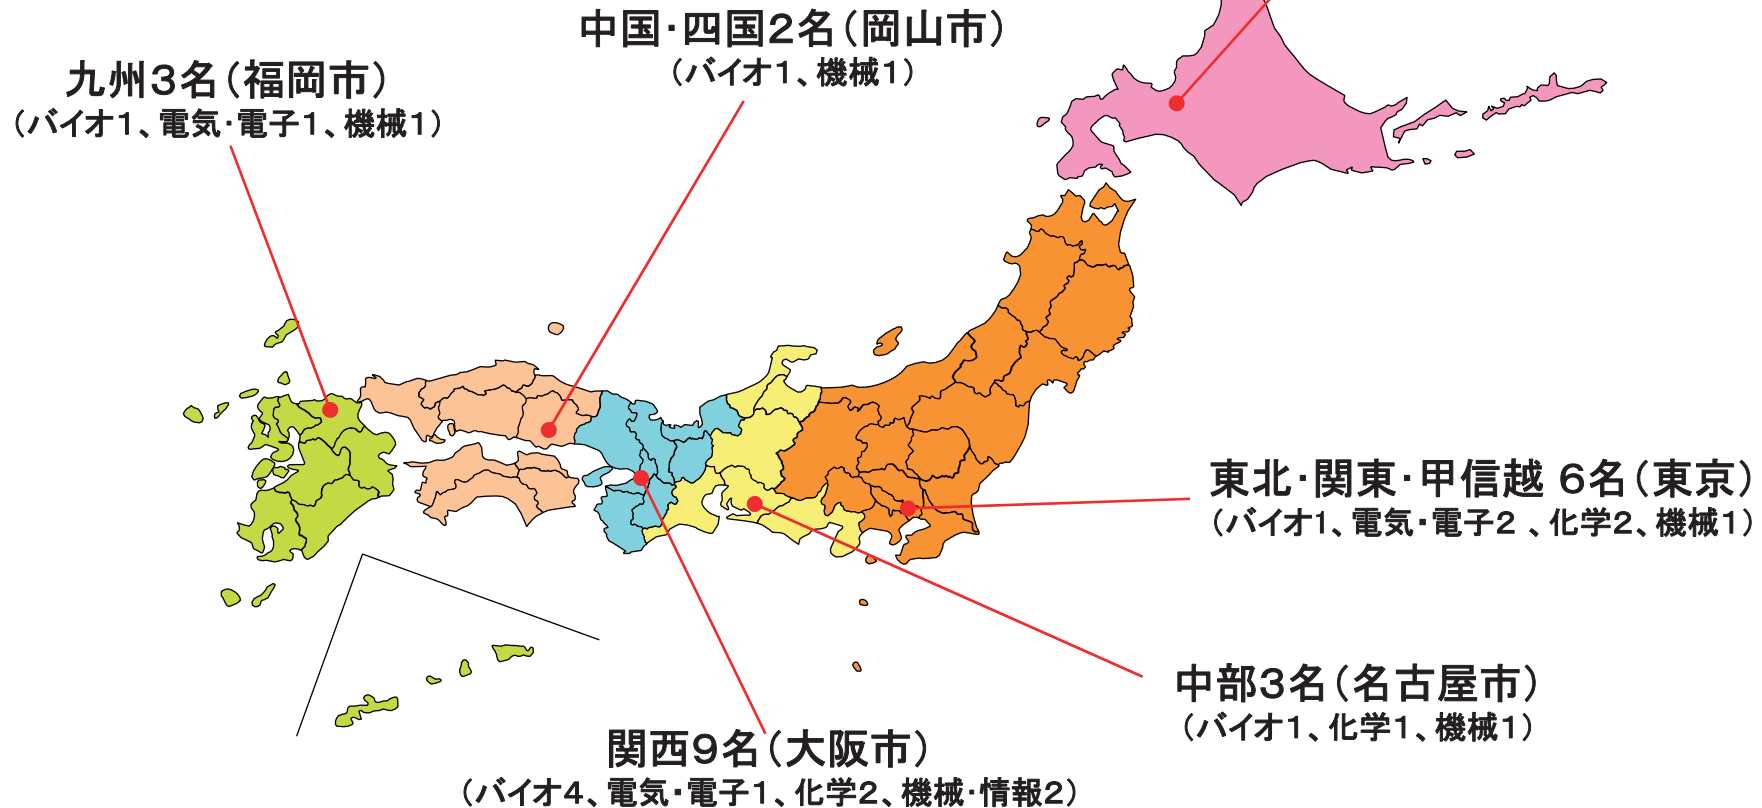 中国・四国２名（岡山市）
（バイオ１、機械１）
九州３名（福岡市）
（バイオ１、電気・電子１、機械１）
東北・関東・甲信越 ６名（東京）
（バイオ１、電気・電子２ 、化学２、機械１）
中部３名（名古屋市）
（バイオ１、化学１、機械１）
関西９名（大阪市）
（バイオ４、電気・電子１、化学２、機械・情報２）